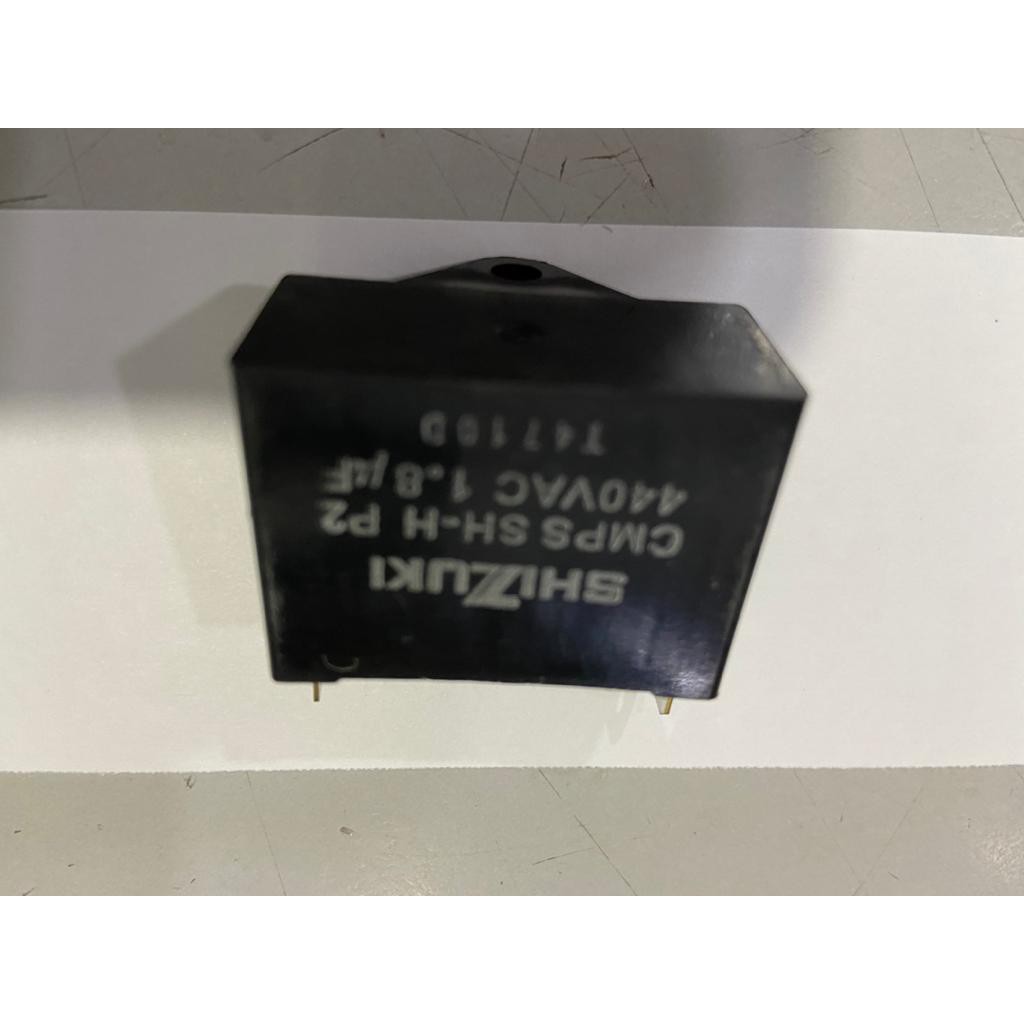 SHIZUKI
CMPS SH-H P2
440VAC 1.8μF
T4710D